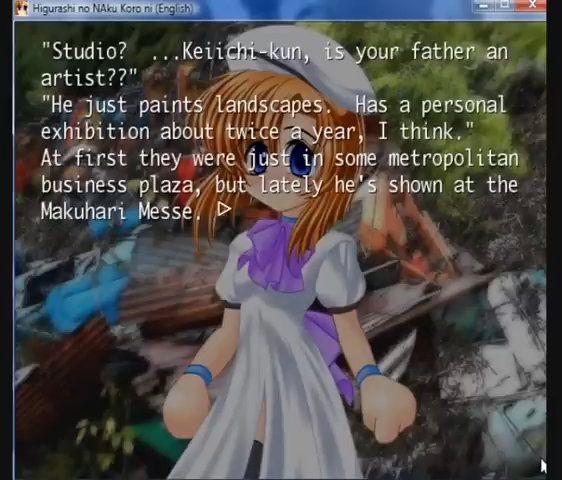 Higurashi no NAku Koro ni (English)
"Studio?  ...Keiichi-kun, is your father an
artist??"
"He just paints landscapes.  Has a personal
exhibition about twice a year, I think."
At first they were just in some metropolitan
business plaza, but lately he's shown at the
Makuhari Messe.